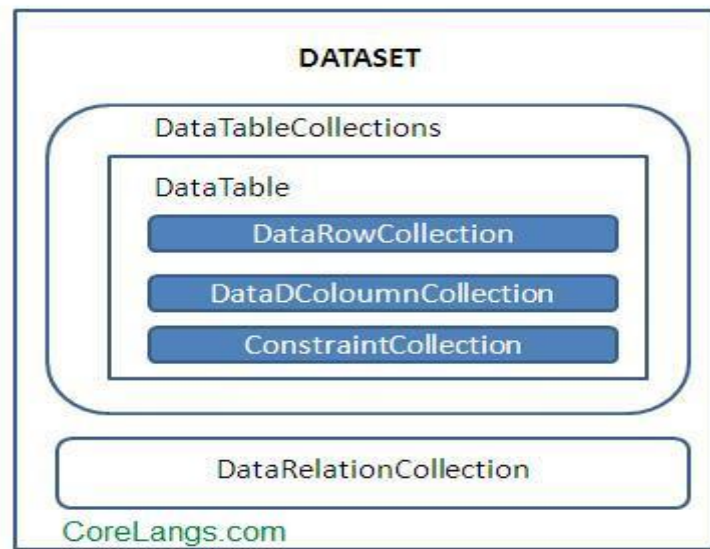 DATASET
DataTableCollections
DataTable
DataRowCollection
DataDColoumnCollection
ConstraintCollection
DataRelationCollection
CoreLangs.com